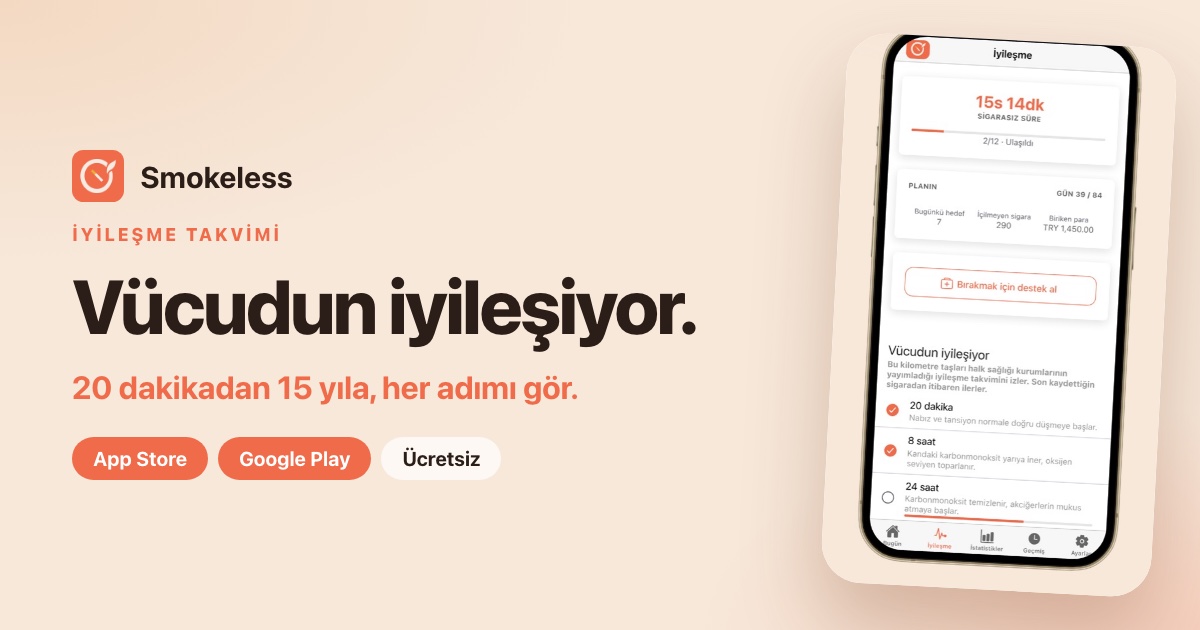 Smokeless
İYİLEŞME TAKVİMİ
Vücudun iyileşiyor.
20 dakikadan 15 yıla, her adımı gör.
App Store
Google Play
Ücretsiz
İyileşme
15s 14dk
SİGARASIZ SÜRE
2/12 · Ulaşıldı
PLANIN
GÜN 39 / 84
Bugünkü hedef
7
İçilmeyen sigara
290
Biriken para
TRY 1,450.00
Bırakmak için destek al
Vücudun iyileşiyor
Bu kilometre taşları halk sağlığı kurumlarının
yayımladığı iyileşme takvimini izler. Son kaydettiğin
sigaradan itibaren ilerler.
20 dakika
Nabız ve tansiyon normale doğru düşmeye başlar.
8 saat
Kandaki karbonmonoksit yarıya iner, oksijen
seviyen toparlanır.
24 saat
Karbonmonoksit temizlenir, akciğerlerin mukus
atmaya başlar.
Bugün
İyileşme
İstatistikler
Geçmiş
Ayarlar